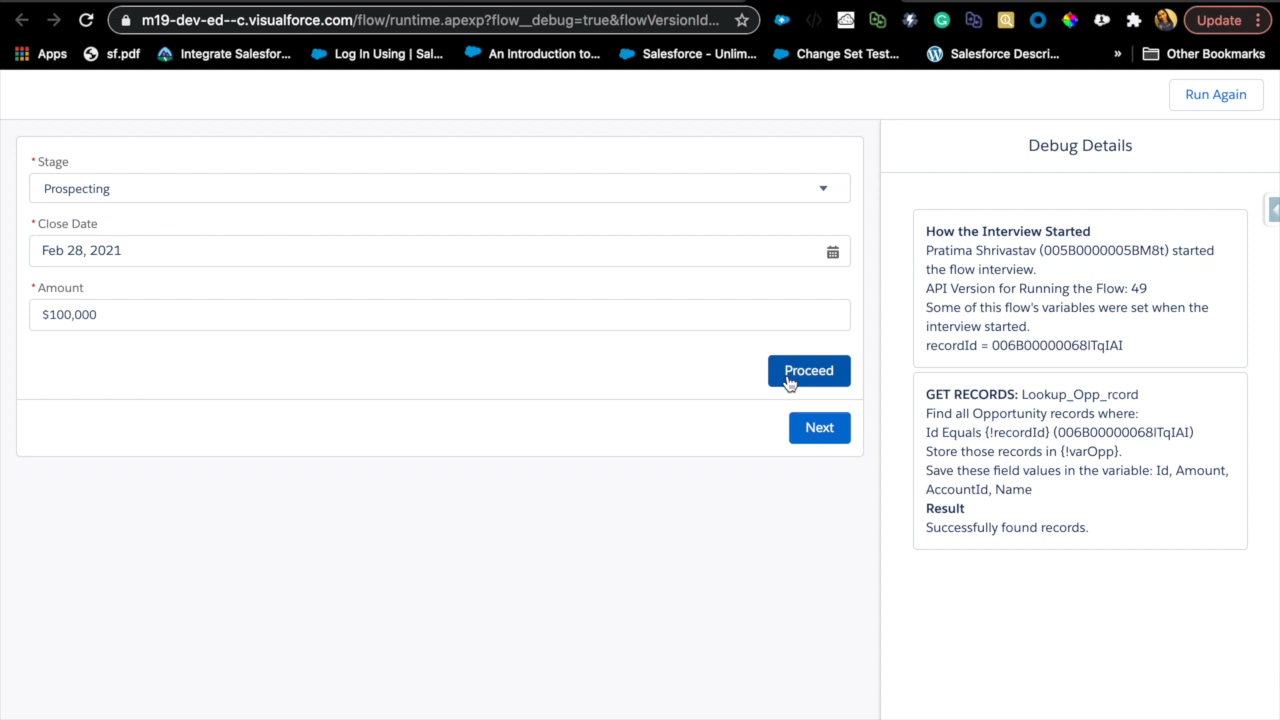 m19-dev-ed--c.visualforce.com/flow/runtime.apexp?flow__debug=true&flowVersionId...
Update
Apps
sf.pdf
Integrate Salesfor...
Log In Using | Sal...
An Introduction to...
Salesforce - Unlim...
Change Set Test...
Salesforce Descri...
»
Other Bookmarks
Run Again
*Stage
Prospecting
*Close Date
Feb 28, 2021
*Amount
$100,000
Proceed
Next
Debug Details
How the Interview Started
Pratima Shrivastav (005B0000005BM8t) started
the flow interview.
API Version for Running the Flow: 49
Some of this flow's variables were set when the
interview started.
recordId = 006B00000068lTqIAI
GET RECORDS: Lookup_Opp_rcord
Find all Opportunity records where:
Id Equals {!recordId} (006B00000068lTqIAI)
Store those records in {!varOpp}.
Save these field values in the variable: Id, Amount,
AccountId, Name
Result
Successfully found records.